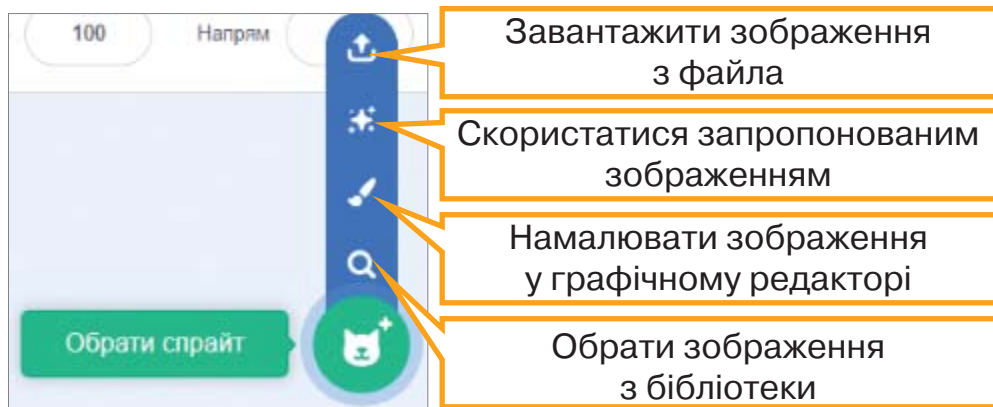 100 Напрям
Завантажити зображення
з файла
Скористатися запропонованим
зображенням
Намалювати зображення
у графічному редакторі
Обрати спрайт
Обрати зображення
з бібліотеки